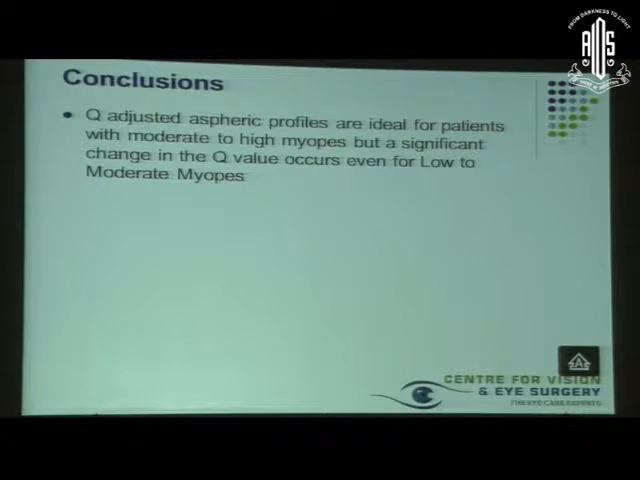 FROM DARKNESS TO LIGHT
AIOS
Conclusions
Q adjusted aspheric profiles are ideal for patients
with moderate to high myopes but a significant
change in the Q value occurs even for Low to
Moderate Myopes
CENTRE FOR VISION
& EYE SURGERY
THE EYE CARE EXPERTS